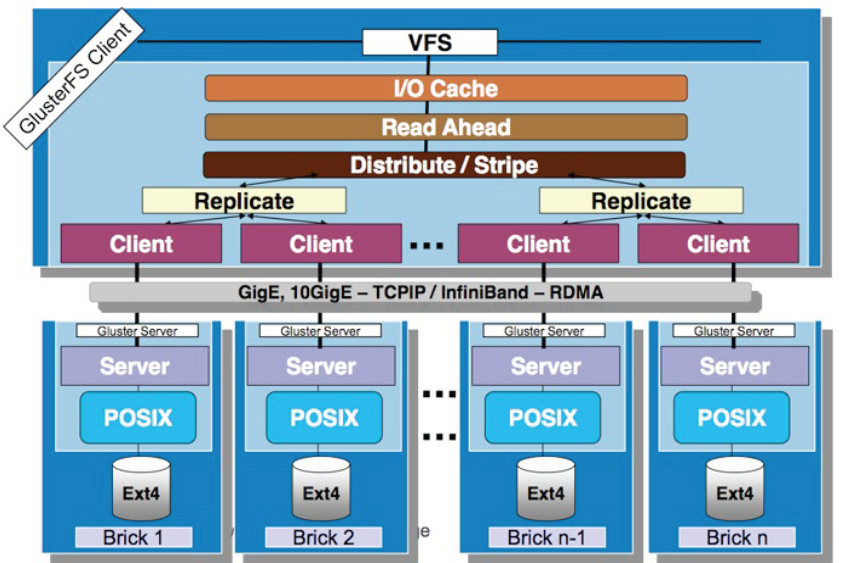 GlusterFS Client
VFS
I/O Cache
Read Ahead
Distribute / Stripe
Replicate Replicate
Client Client ... Client Client
GigE, 10GigE – TCPIP / InfiniBand – RDMA
Gluster Server Gluster Server Gluster Server Gluster Server
Server Server Server Server
POSIX POSIX POSIX POSIX
Ext4 Ext4 Ext4 Ext4
Brick 1 Brick 2 Brick n-1 Brick n